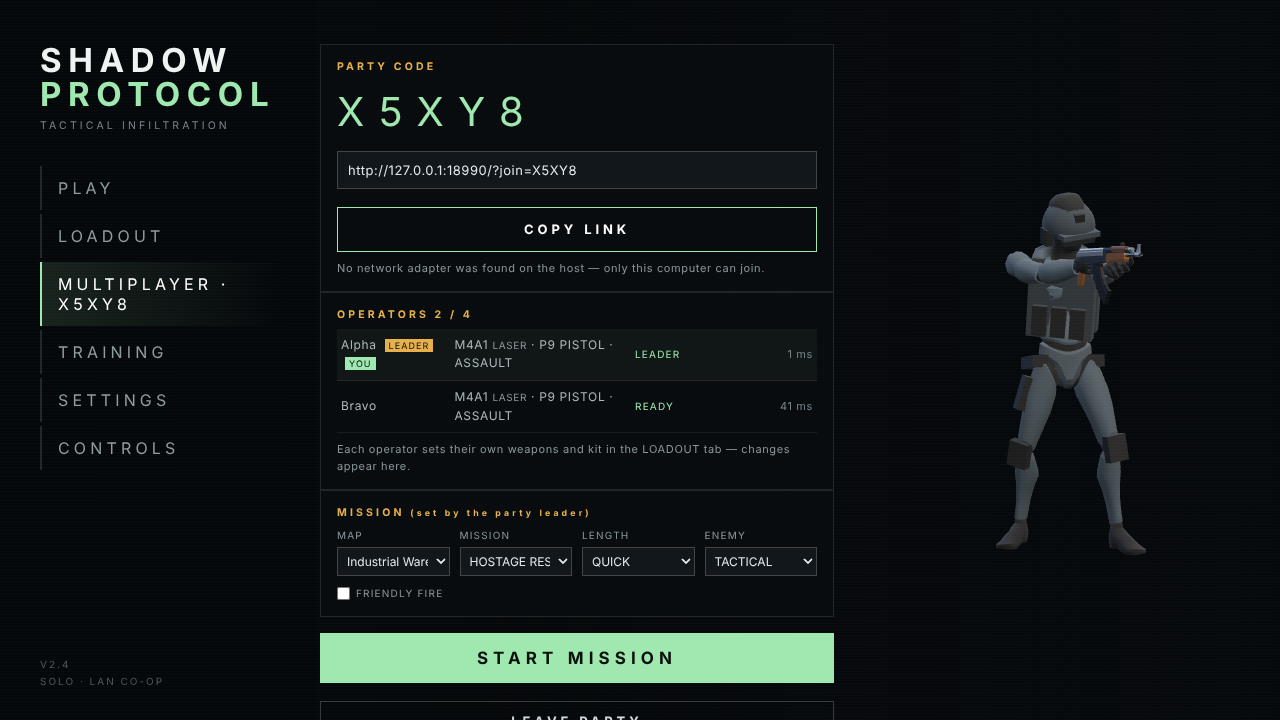 SHADOW
PROTOCOL
TACTICAL INFILTRATION
PLAY
LOADOUT
MULTIPLAYER ·
X5XY8
TRAINING
SETTINGS
CONTROLS
V2.4
SOLO · LAN CO-OP
PARTY CODE
X5XY8
http://127.0.0.1:18990/?join=X5XY8
COPY LINK
No network adapter was found on the host — only this computer can join.
OPERATORS 2 / 4
Alpha LEADER
YOU
M4A1 LASER · P9 PISTOL ·
ASSAULT
LEADER
1 ms
Bravo
M4A1 LASER · P9 PISTOL ·
ASSAULT
READY
41 ms
Each operator sets their own weapons and kit in the LOADOUT tab — changes
appear here.
MISSION (set by the party leader)
MAP MISSION LENGTH ENEMY
Industrial Ware HOSTAGE RES QUICK TACTICAL
FRIENDLY FIRE
START MISSION
LEAVE PARTY